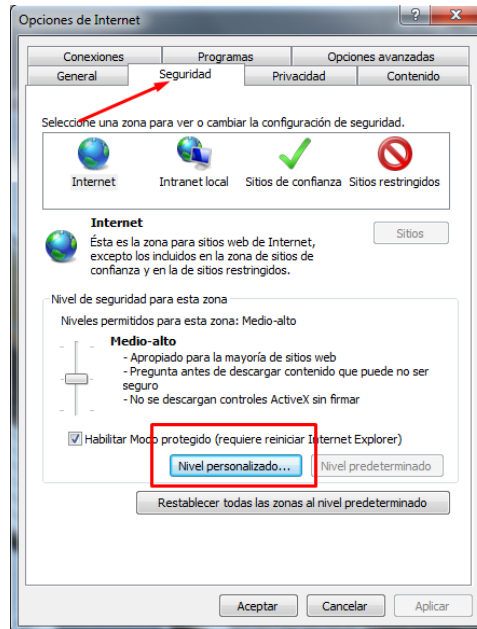 Opciones de Internet
Conexiones Programas Opciones avanzadas
General Seguridad Privacidad Contenido
Seleccione una zona para ver o cambiar la configuración de seguridad.
Internet Intranet local Sitios de confianza Sitios restringidos
Internet
Sitios
Ésta es la zona para sitios web de Internet,
excepto los incluidos en la zona de sitios de
confianza y en la de sitios restringidos.
Nivel de seguridad para esta zona
Niveles permitidos para esta zona: Medio-alto
Medio-alto
- Apropiado para la mayoría de sitios web
- Pregunta antes de descargar contenido que puede no ser
seguro
- No se descargan controles ActiveX sin firmar
Habilitar Modo protegido (requiere reiniciar Internet Explorer)
Nivel personalizado... Nivel predeterminado
Restablecer todas las zonas al nivel predeterminado
Aceptar Cancelar Aplicar